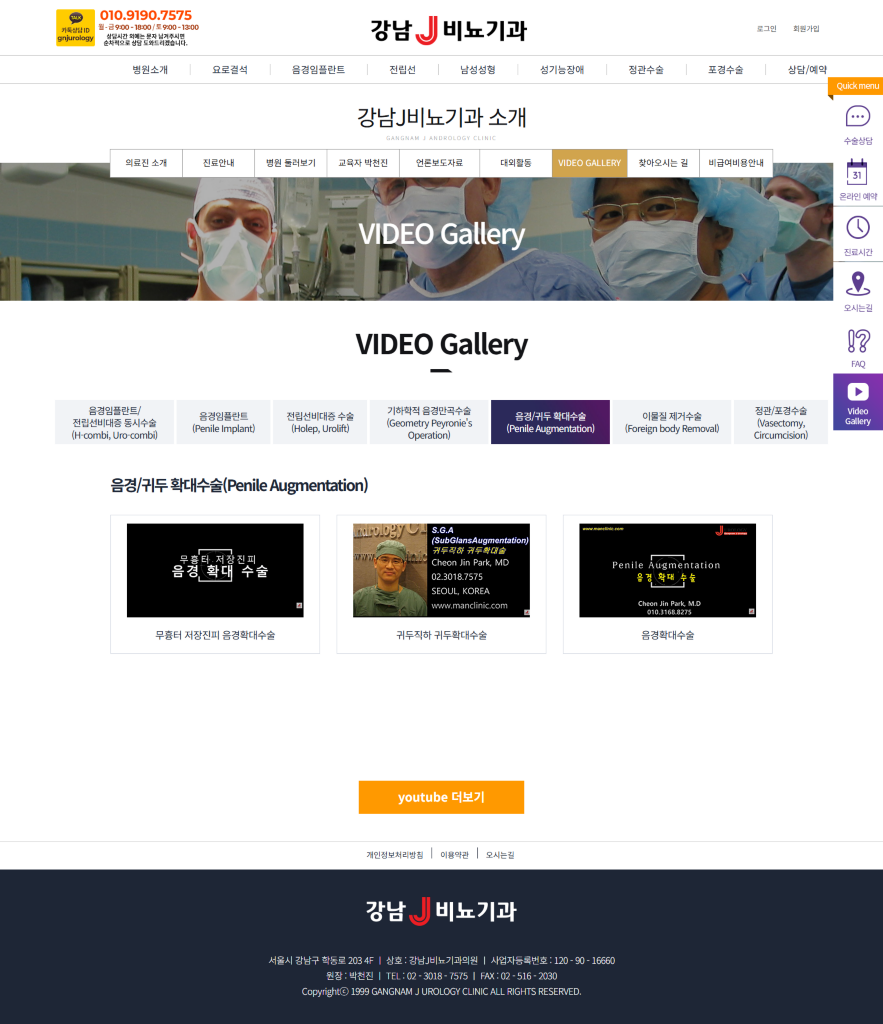 TALK
카톡상담 ID
gnjurology
010.9190.7575
월 - 금 9:00 - 18:00 / 토 9:00 - 13:00
상담시간 외에는 문자 남겨주시면
순차적으로 상담 도와드리겠습니다.
강남 J 비뇨기과
로그인 회원가입
병원소개 요로결석 음경임플란트 전립선 남성성형 성기능장애 정관수술 포경수술 상담/예약
Quick menu
수술상담
31
온라인 예약
진료시간
오시는길
FAQ
Video
Gallery
강남J비뇨기과 소개
GANGNAM J ANDROLOGY CLINIC
의료진 소개 진료안내 병원 둘러보기 교육자 박천진 언론보도자료 대외활동 VIDEO GALLERY 찾아오시는 길 비급여비용안내
VIDEO Gallery
VIDEO Gallery
음경임플란트/
전립선비대증 동시수술
(H-combi, Uro-combi)
음경임플란트
(Penile Implant)
전립선비대증 수술
(Holep, Urolift)
기하학적 음경만곡수술
(Geometry Peyronie's
Operation)
음경/귀두 확대수술
(Penile Augmentation)
이물질 제거수술
(Foreign body Removal)
정관/포경수술
(Vasectomy,
Circumcision)
음경/귀두 확대수술(Penile Augmentation)
무흉터 저장진피
음경 확대 수술
무흉터 저장진피 음경확대수술
S.G.A
(SubGlansAugmentation)
귀두직하 귀두확대술
Cheon Jin Park, MD
02.3018.7575
SEOUL, KOREA
www.manclinic.com
귀두직하 귀두확대수술
www.manclinic.com
Penile Augmentation
음경 확대 수술
Cheon Jin Park, M.D
010.3168.8275
음경확대수술
youtube 더보기
개인정보처리방침 | 이용약관 | 오시는길
강남 J 비뇨기과
서울시 강남구 학동로 203 4F | 상호 : 강남J비뇨기과의원 | 사업자등록번호 : 120 - 90 - 16660
원장 : 박천진 | TEL : 02 - 3018 - 7575 | FAX : 02 - 516 - 2030
Copyrightⓒ 1999 GANGNAM J UROLOGY CLINIC ALL RIGHTS RESERVED.